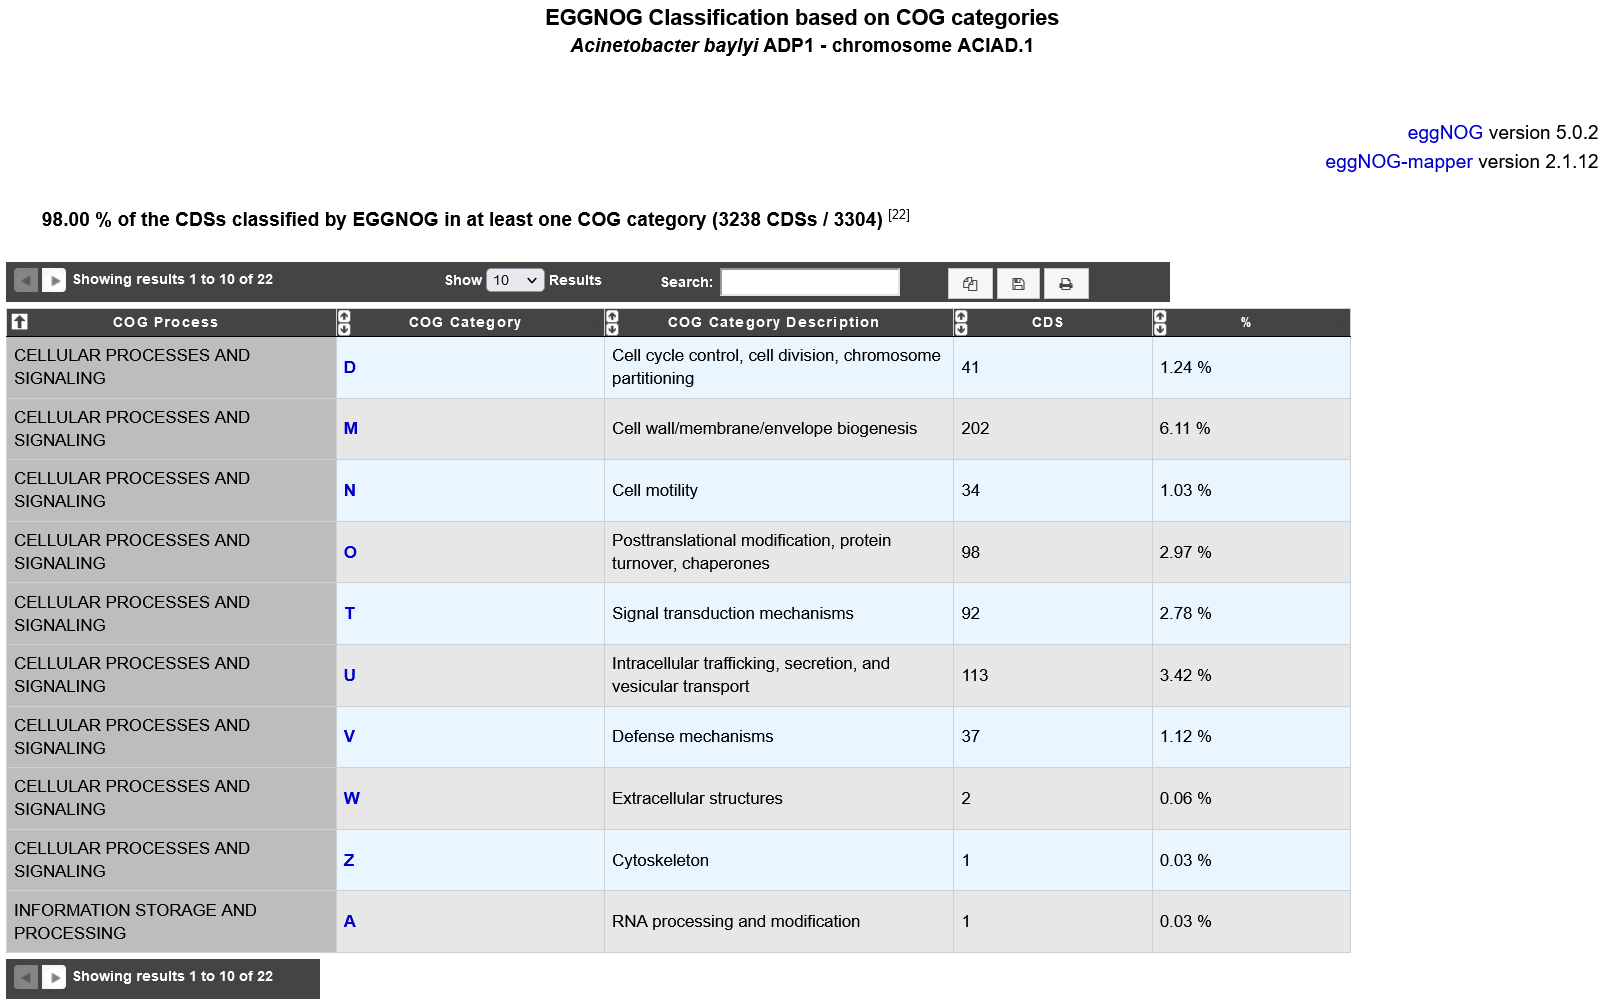 EGGNOG Classification based on COG categories
Acinetobacter baylyi ADP1 - chromosome ACIAD.1
eggNOG version 5.0.2
eggNOG-mapper version 2.1.12
98.00 % of the CDSs classified by EGGNOG in at least one COG category (3238 CDSs / 3304) [22]
Showing results 1 to 10 of 22 Show 10 Results Search:
COG Process COG Category COG Category Description CDS %
CELLULAR PROCESSES AND
SIGNALING
D
Cell cycle control, cell division, chromosome
partitioning
41
1.24 %
CELLULAR PROCESSES AND
SIGNALING
M
Cell wall/membrane/envelope biogenesis
202
6.11 %
CELLULAR PROCESSES AND
SIGNALING
N
Cell motility
34
1.03 %
CELLULAR PROCESSES AND
SIGNALING
O
Posttranslational modification, protein
turnover, chaperones
98
2.97 %
CELLULAR PROCESSES AND
SIGNALING
T
Signal transduction mechanisms
92
2.78 %
CELLULAR PROCESSES AND
SIGNALING
U
Intracellular trafficking, secretion, and
vesicular transport
113
3.42 %
CELLULAR PROCESSES AND
SIGNALING
V
Defense mechanisms
37
1.12 %
CELLULAR PROCESSES AND
SIGNALING
W
Extracellular structures
2
0.06 %
CELLULAR PROCESSES AND
SIGNALING
Z
Cytoskeleton
1
0.03 %
INFORMATION STORAGE AND
PROCESSING
A
RNA processing and modification
1
0.03 %
Showing results 1 to 10 of 22